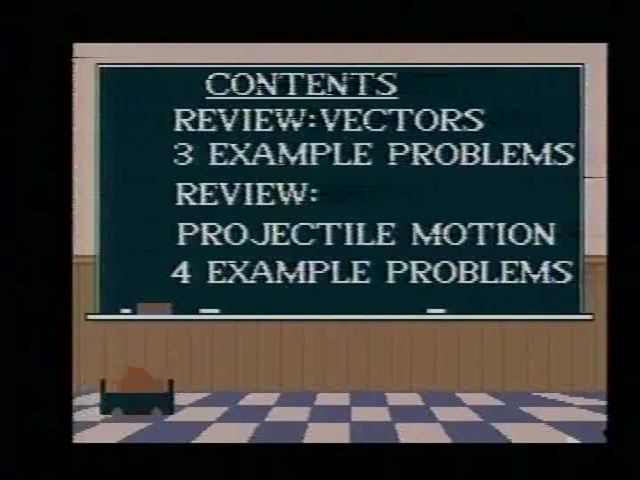 CONTENTS
REVIEW:VECTORS
3 EXAMPLE PROBLEMS
REVIEW:
PROJECTILE MOTION
4 EXAMPLE PROBLEMS